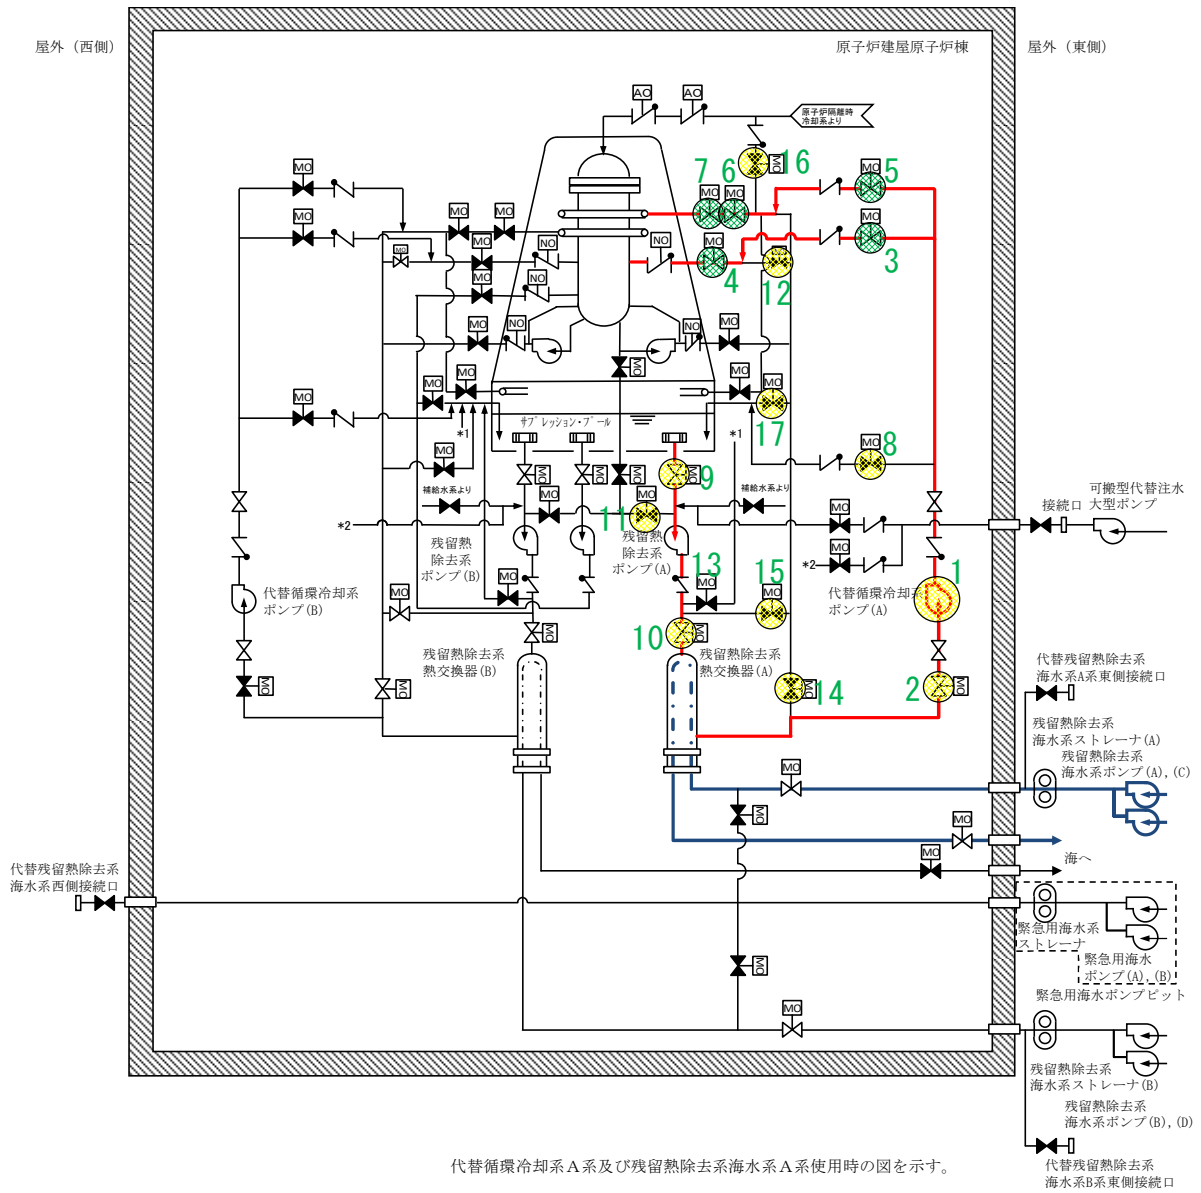 屋外（西側）
原子炉建屋原子炉棟
屋外（東側）
AO
AO
原子炉隔離時
冷却系より
16
MO
MO
7
6
MO
MO
MO
5
MO
MO
MO
MO
MO
NO
NO
MO
4
12
MO
3
MO
MO
NO
MO
NO
NO
MO
MO
MO
MO
MO
MO
MO
17
サプレッション・プール
*1
*1
MO
8
MO
MO
MO
MO
MO
9
補給水系より
補給水系より
MO
MO
11
MO
*2
MO
*2
接続口
可搬型代替注水
大型ポンプ
残留熱
除去系
ポンプ(B)
残留熱
除去系
ポンプ(A)
13
15
MO
MO
MO
1
代替循環冷却系
ポンプ(B)
代替循環冷却系
ポンプ(A)
MO
MO
10
MO
残留熱除去系
熱交換器(B)
残留熱除去系
熱交換器(A)
MO
MO
MO
14
2
MO
代替残留熱除去系
海水系A系東側接続口
残留熱除去系
海水系ストレーナ(A)
残留熱除去系
海水系ポンプ(A),(C)
MO
MO
MO
MO
海へ
代替残留熱除去系
海水系西側接続口
緊急用海水系
ストレーナ
緊急用海水
ポンプ(A),(B)
緊急用海水ポンプピット
MO
MO
残留熱除去系
海水系ストレーナ(B)
残留熱除去系
海水系ポンプ(B),(D)
代替残留熱除去系
海水系B系東側接続口
代替循環冷却系Ａ系及び残留熱除去系海水系Ａ系使用時の図を示す。